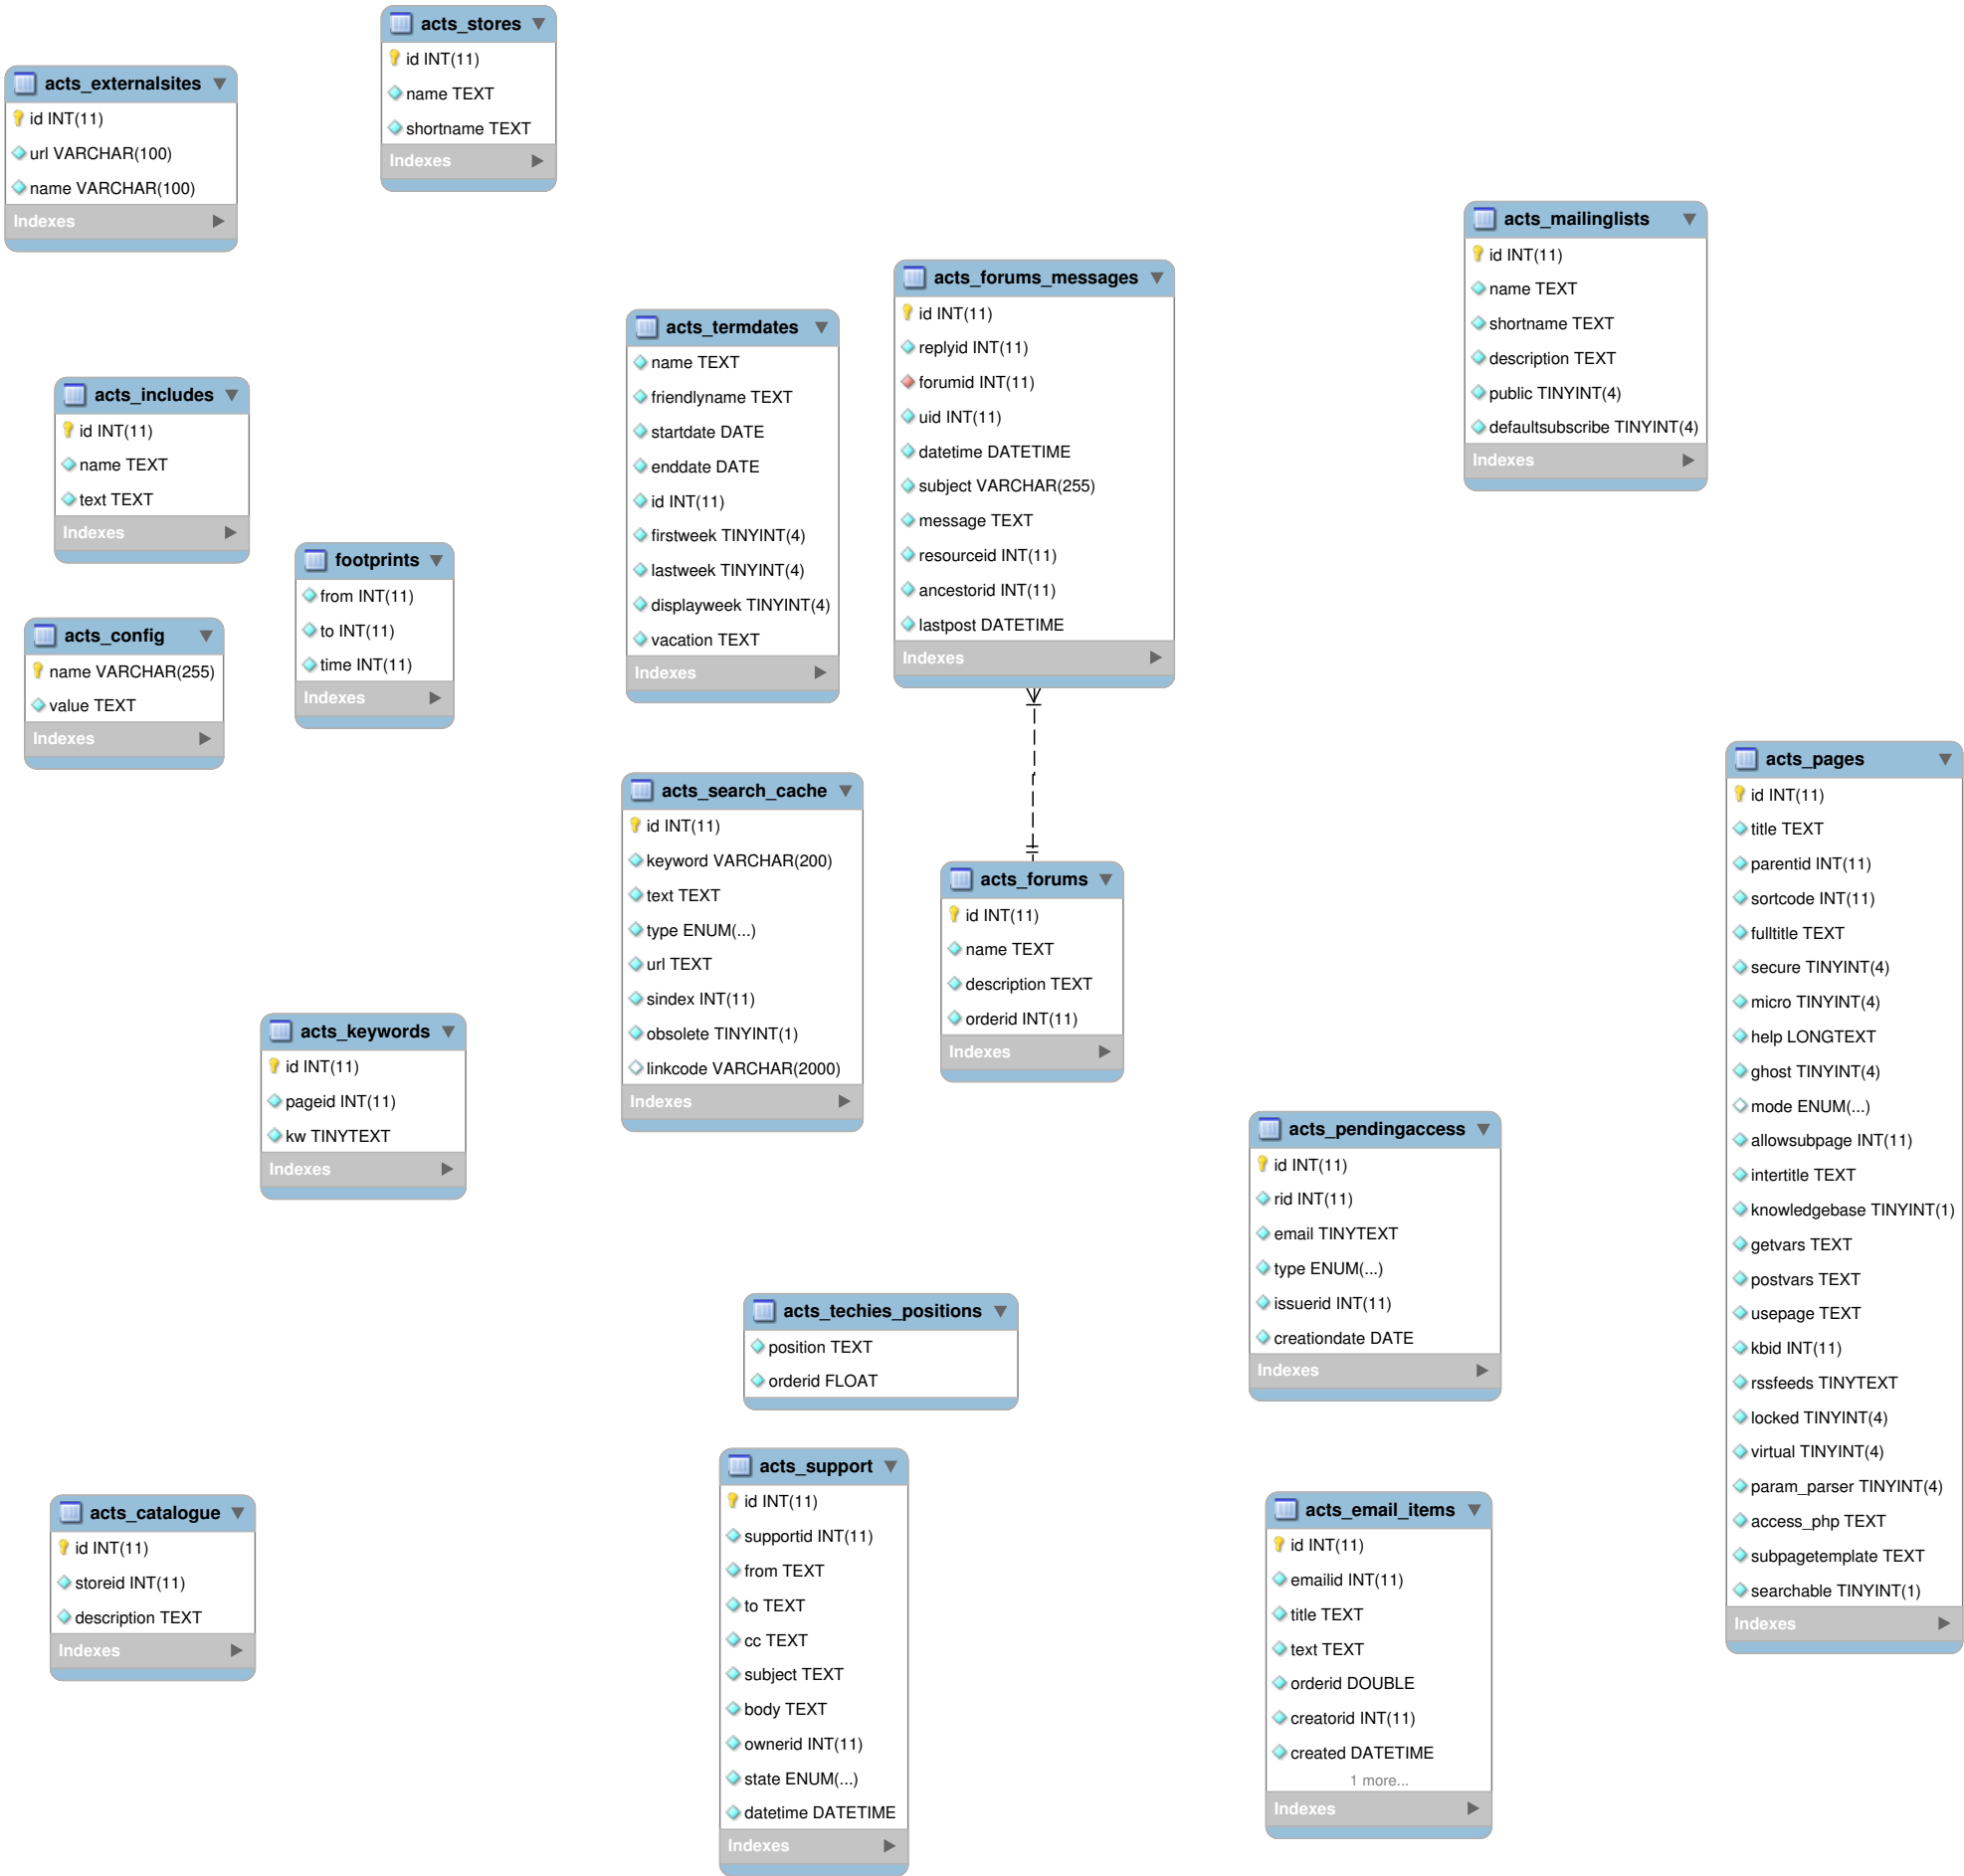 acts_stores
id INT(11)
name TEXT
shortname TEXT
Indexes
acts_externalsites
id INT(11)
url VARCHAR(100)
name VARCHAR(100)
Indexes
acts_mailinglists
id INT(11)
name TEXT
shortname TEXT
description TEXT
public TINYINT(4)
defaultsubscribe TINYINT(4)
Indexes
acts_forums_messages
id INT(11)
replyid INT(11)
forumid INT(11)
uid INT(11)
datetime DATETIME
subject VARCHAR(255)
message TEXT
resourceid INT(11)
ancestorid INT(11)
lastpost DATETIME
Indexes
acts_termdates
name TEXT
friendlyname TEXT
startdate DATE
enddate DATE
id INT(11)
firstweek TINYINT(4)
lastweek TINYINT(4)
displayweek TINYINT(4)
vacation TEXT
Indexes
acts_includes
id INT(11)
name TEXT
text TEXT
Indexes
footprints
from INT(11)
to INT(11)
time INT(11)
Indexes
acts_config
name VARCHAR(255)
value TEXT
Indexes
acts_pages
id INT(11)
title TEXT
parentid INT(11)
sortcode INT(11)
fulltitle TEXT
secure TINYINT(4)
micro TINYINT(4)
help LONGTEXT
ghost TINYINT(4)
mode ENUM(...)
allowsubpage INT(11)
intertitle TEXT
knowledgebase TINYINT(1)
getvars TEXT
postvars TEXT
usepage TEXT
kbid INT(11)
rssfeeds TINYTEXT
locked TINYINT(4)
virtual TINYINT(4)
param_parser TINYINT(4)
access_php TEXT
subpagetemplate TEXT
searchable TINYINT(1)
Indexes
acts_search_cache
id INT(11)
keyword VARCHAR(200)
text TEXT
type ENUM(...)
url TEXT
sindex INT(11)
obsolete TINYINT(1)
linkcode VARCHAR(2000)
Indexes
acts_forums
id INT(11)
name TEXT
description TEXT
orderid INT(11)
Indexes
acts_keywords
id INT(11)
pageid INT(11)
kw TINYTEXT
Indexes
acts_pendingaccess
id INT(11)
rid INT(11)
email TINYTEXT
type ENUM(...)
issuerid INT(11)
creationdate DATE
Indexes
acts_techies_positions
position TEXT
orderid FLOAT
acts_support
id INT(11)
supportid INT(11)
from TEXT
to TEXT
cc TEXT
subject TEXT
body TEXT
ownerid INT(11)
state ENUM(...)
datetime DATETIME
Indexes
acts_email_items
id INT(11)
emailid INT(11)
title TEXT
text TEXT
orderid DOUBLE
creatorid INT(11)
created DATETIME
1 more...
Indexes
acts_catalogue
id INT(11)
storeid INT(11)
description TEXT
Indexes